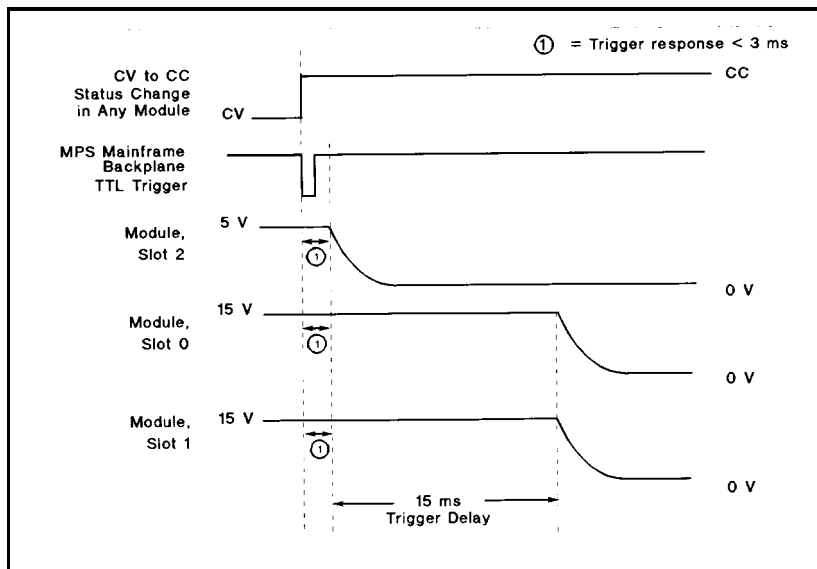 ① = Trigger response < 3 ms
CV to CC
Status Change
in Any Module
CV
CC
MPS Mainframe
Backplane
TTL Trigger
Module,
Slot 2
5 V
①
0 V
Module,
Slot 0
15 V
①
0 V
Module,
Slot 1
15 V
①
0 V
15 ms
Trigger Delay